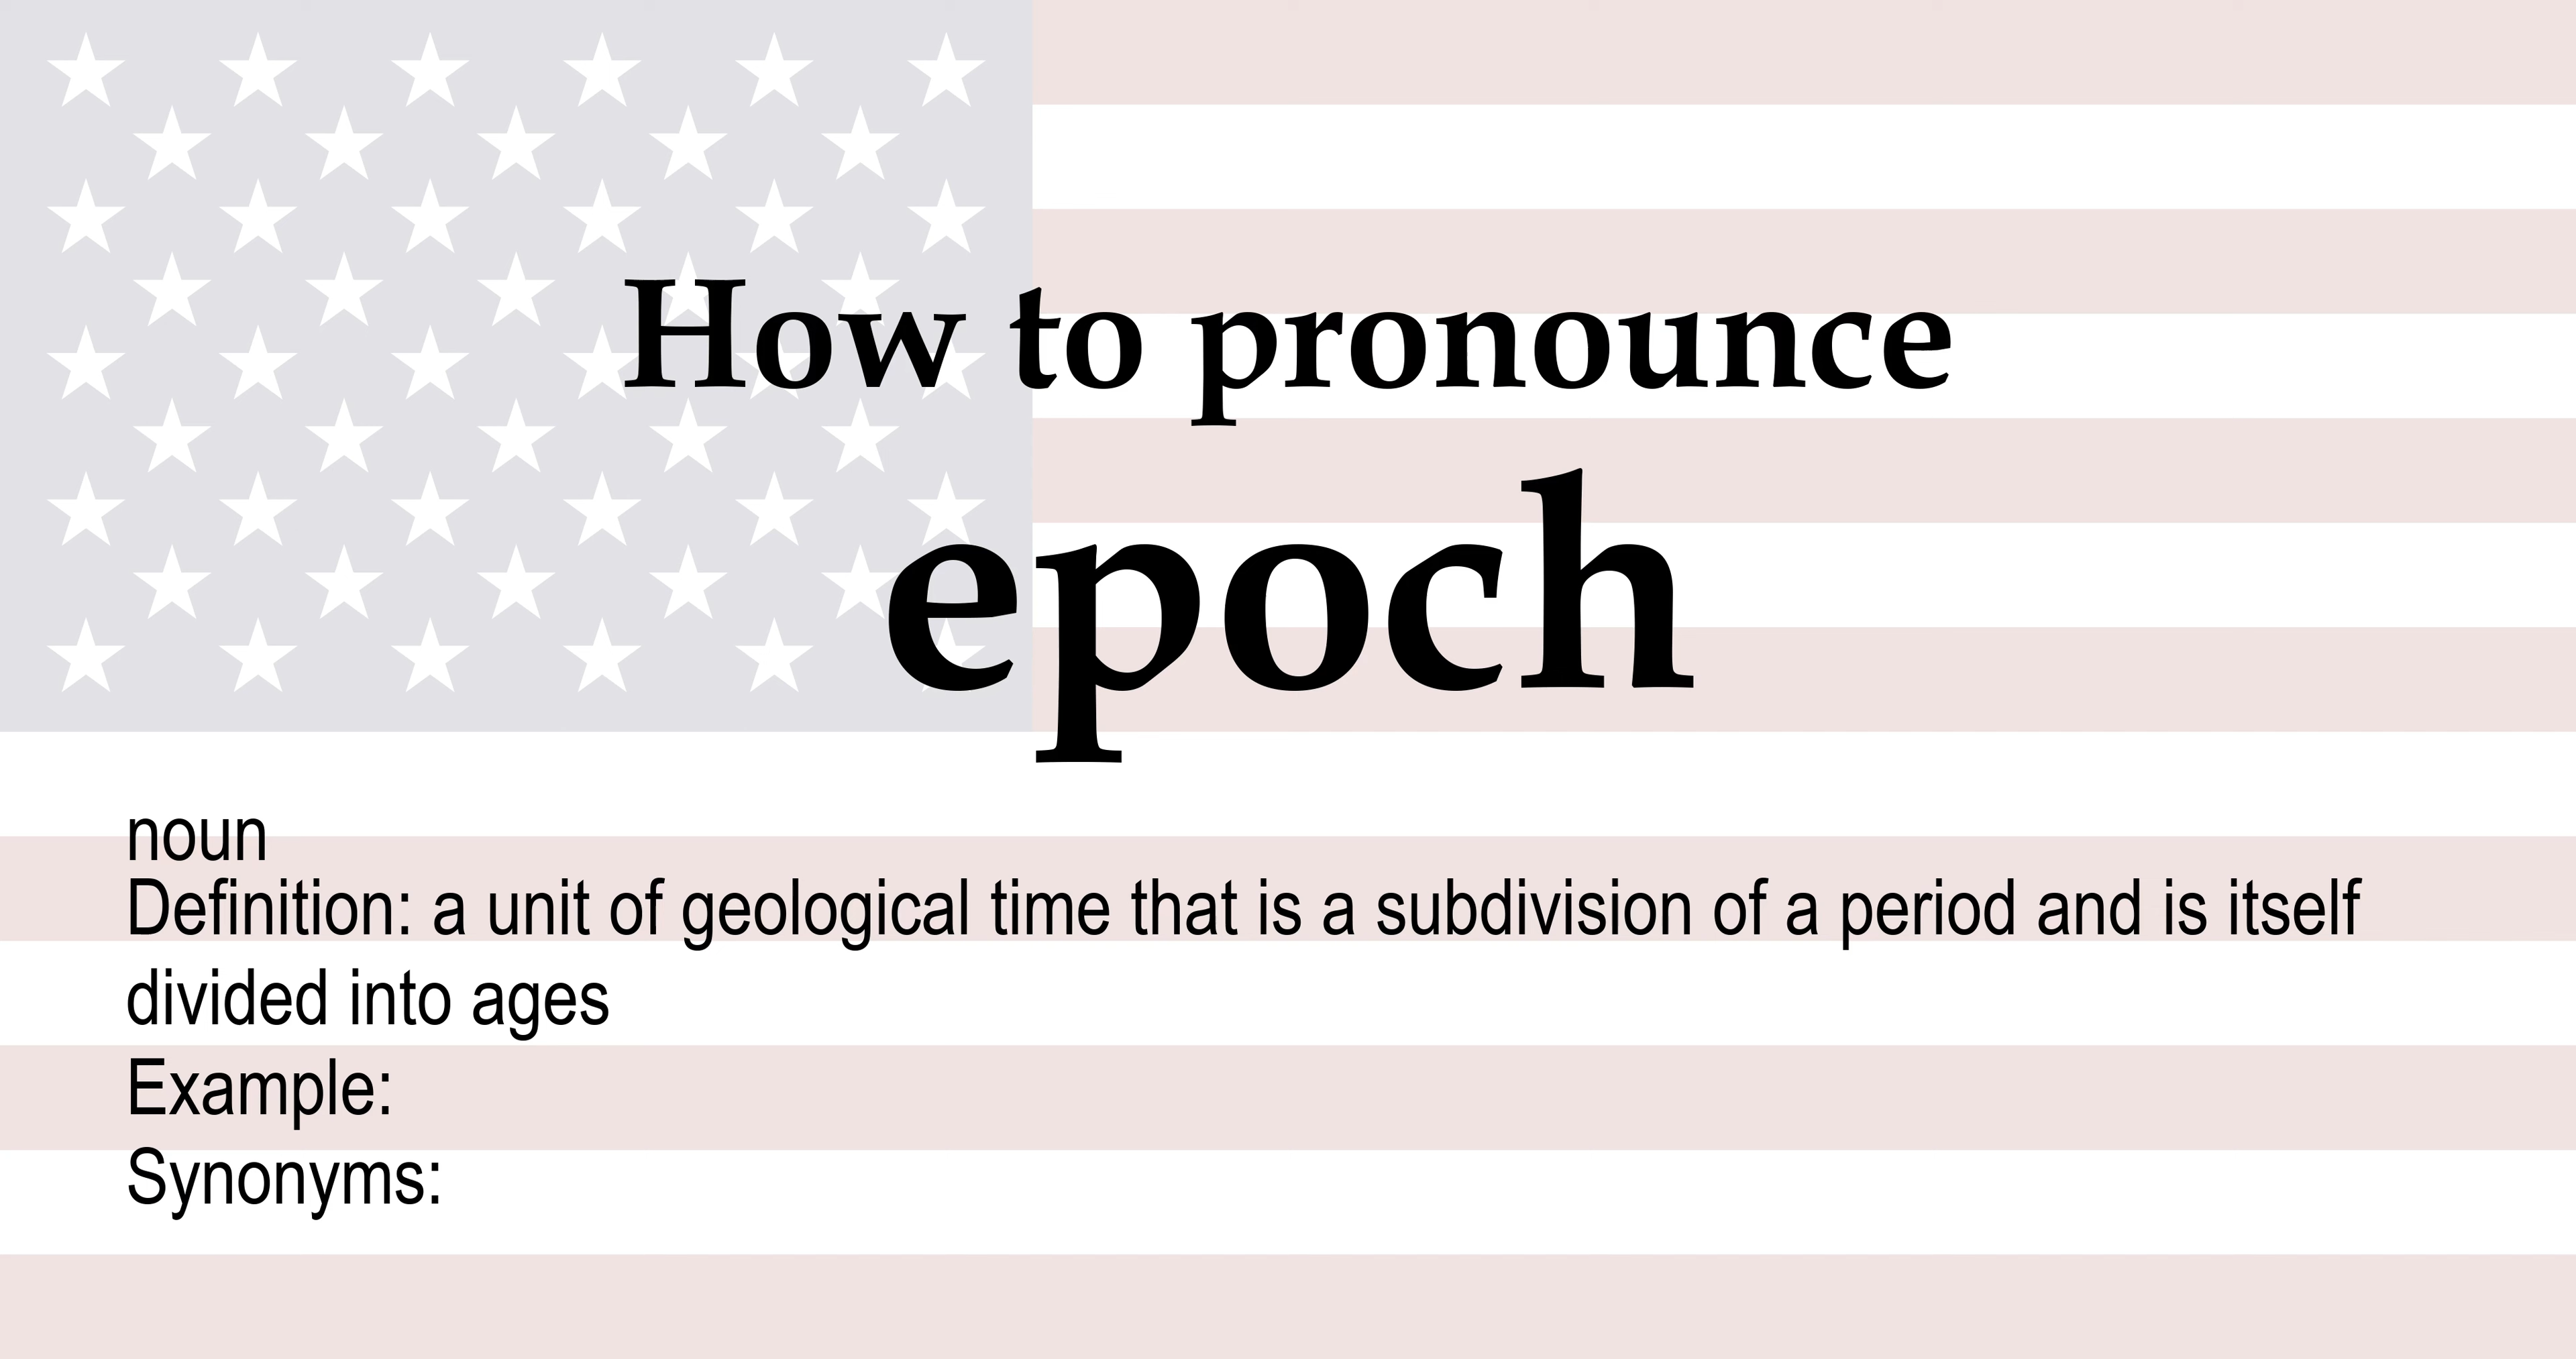 How to pronounce
epoch
noun
Definition: a unit of geological time that is a subdivision of a period and is itself
divided into ages
Example:
Synonyms: